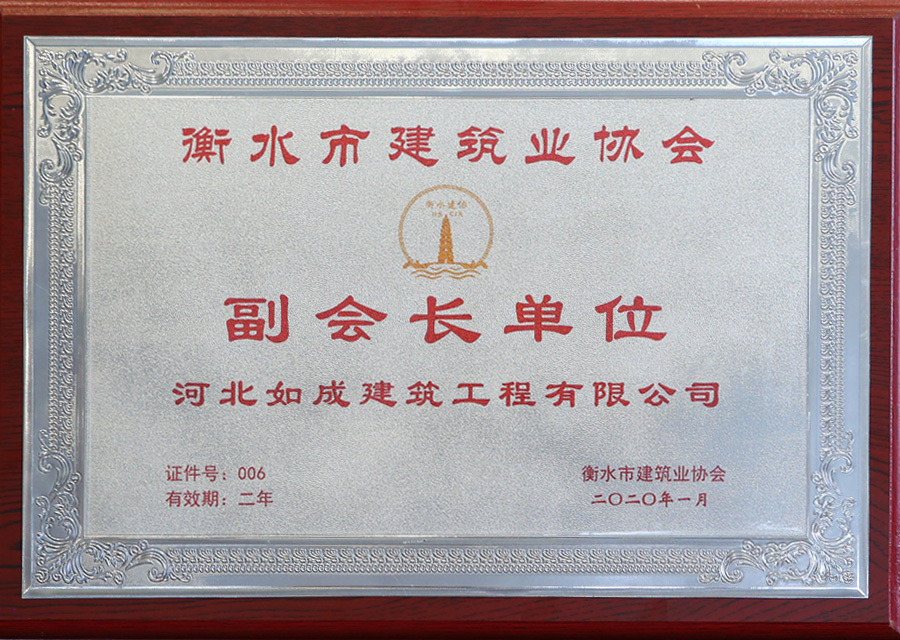 衡水市建筑业协会
衡水建协
副会长单位
河北如成建筑工程有限公司
证件号：006
有效期：二年
衡水市建筑业协会
二〇二〇年一月